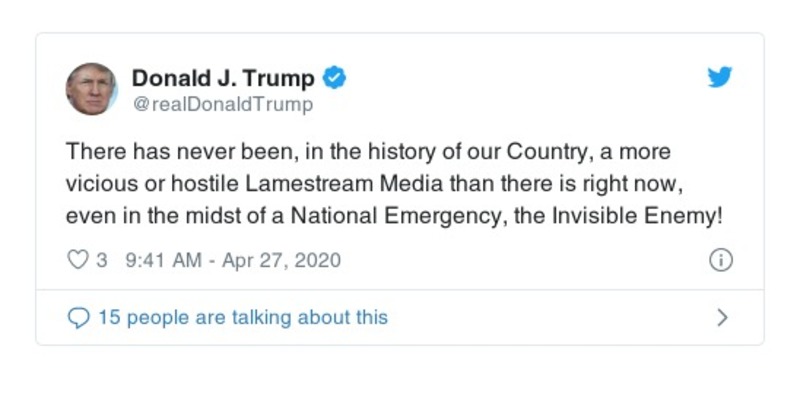 Donald J. Trump
@realDonaldTrump
There has never been, in the history of our Country, a more
vicious or hostile Lamestream Media than there is right now,
even in the midst of a National Emergency, the Invisible Enemy!
3 9:41 AM - Apr 27, 2020
15 people are talking about this